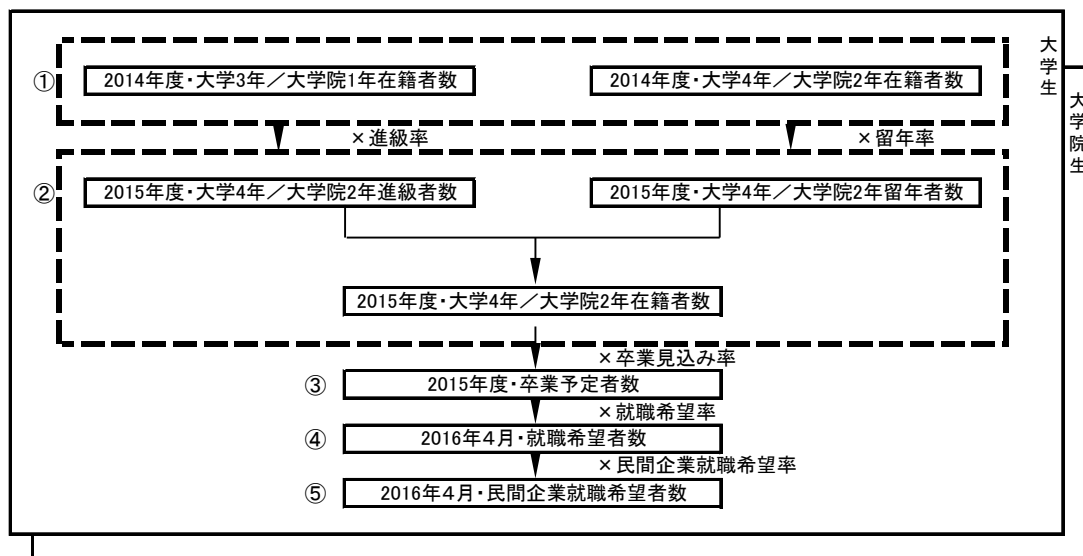 大学生
大学院生
①
2014年度・大学3年／大学院1年在籍者数
2014年度・大学4年／大学院2年在籍者数
×進級率
×留年率
②
2015年度・大学4年／大学院2年進級者数
2015年度・大学4年／大学院2年留年者数
2015年度・大学4年／大学院2年在籍者数
×卒業見込み率
③
2015年度・卒業予定者数
×就職希望率
④
2016年４月・就職希望者数
×民間企業就職希望率
⑤
2016年４月・民間企業就職希望者数